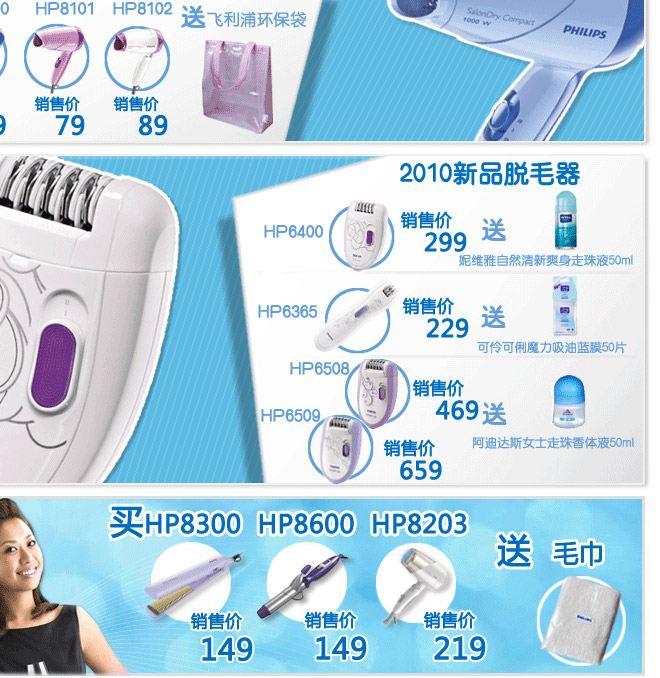 HP8101 HP8102 送飞利浦环保袋
销售价 销售价
79 89
SalonDry Compact
1000 W
PHILIPS
2010新品脱毛器
HP6400 销售价 299 送
妮维雅自然清新爽身走珠液50ml
HP6365 销售价 229 送
可伶可俐魔力吸油蓝膜50片
HP6508 销售价 469 送
HP6509 销售价 659
阿迪达斯女士走珠香体液50ml
买HP8300 HP8600 HP8203 送 毛巾
销售价 销售价 销售价
149 149 219
PHILIPS